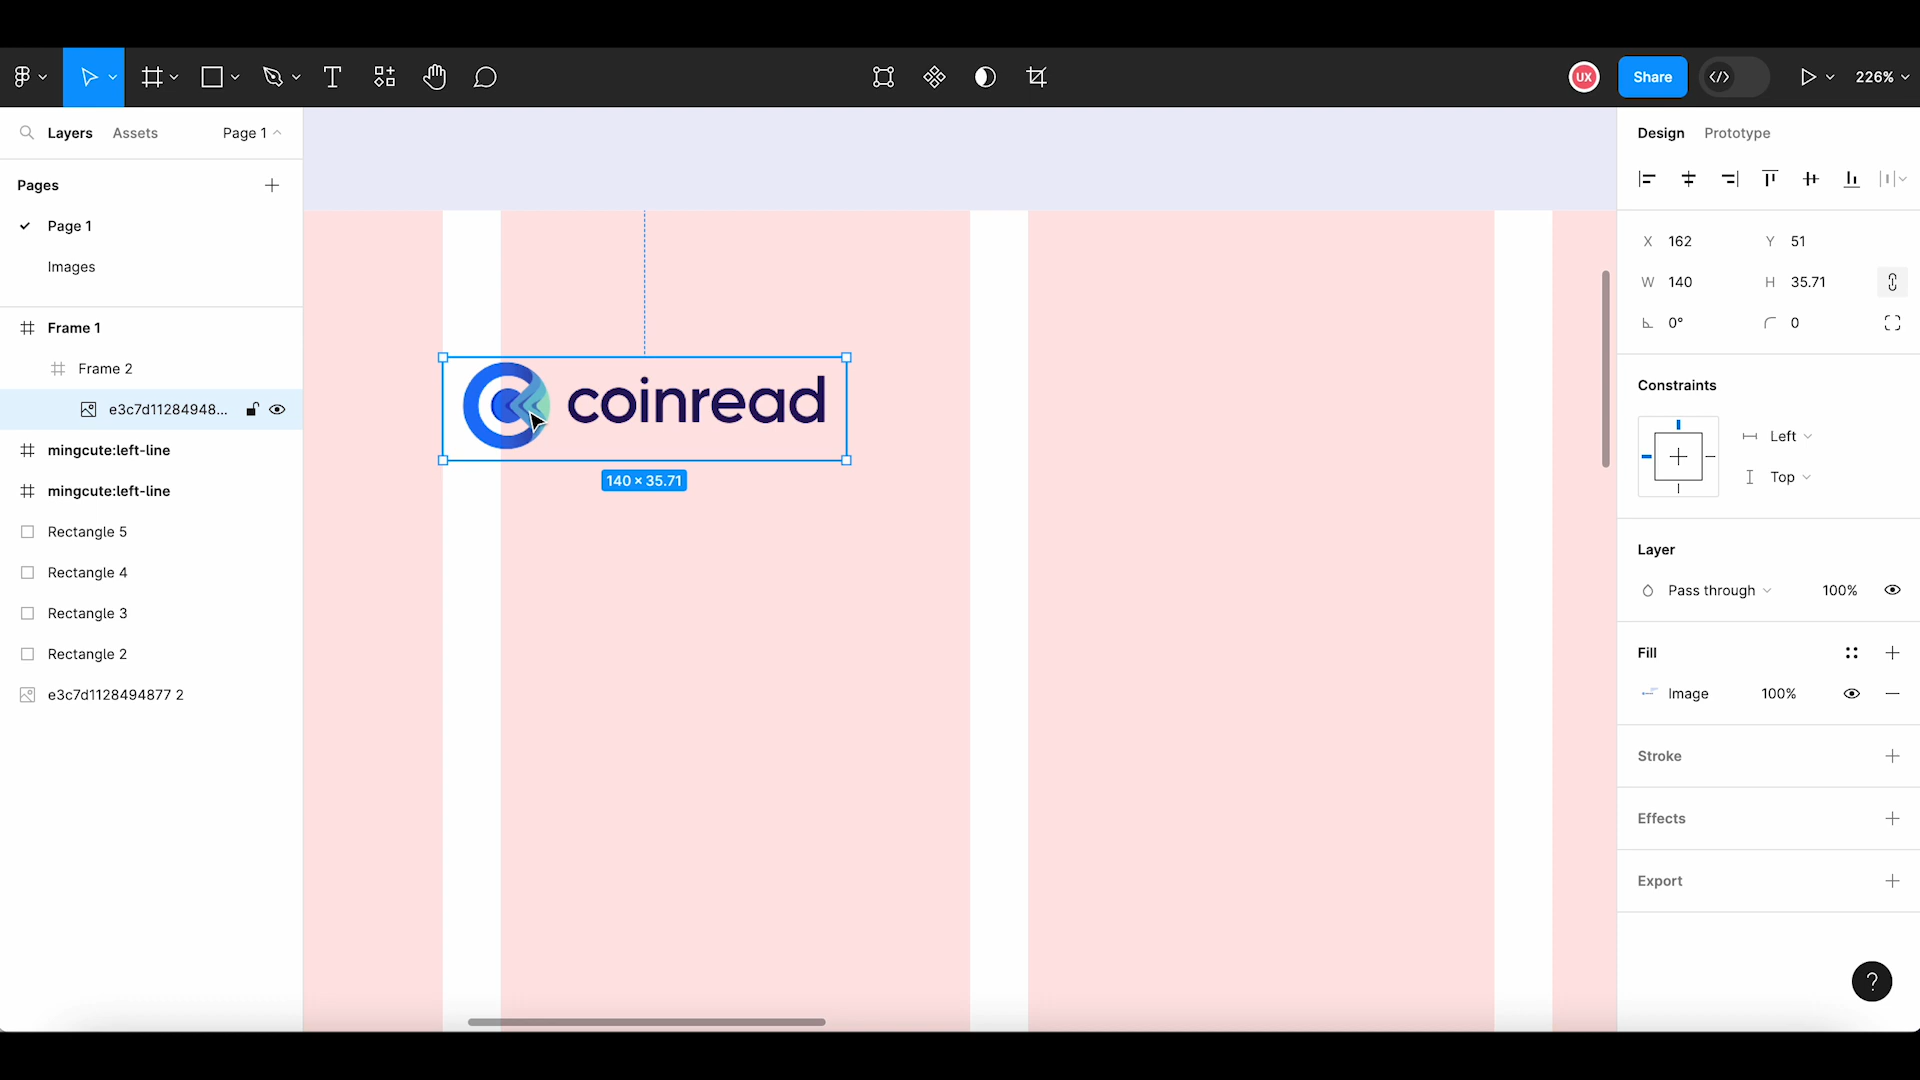 UX
Share
226%
Layers
Assets
Page 1
Design
Prototype
Pages
Page 1
Images
X 162
Y 51
W 140
H 35.71
0°
0
Frame 1
Frame 2
e3c7d11284948...
mingcute:left-line
mingcute:left-line
Rectangle 5
Rectangle 4
Rectangle 3
Rectangle 2
e3c7d1128494877 2
coinread
140 × 35.71
Constraints
Left
Top
Layer
Pass through
100%
Fill
Image
100%
Stroke
Effects
Export
?